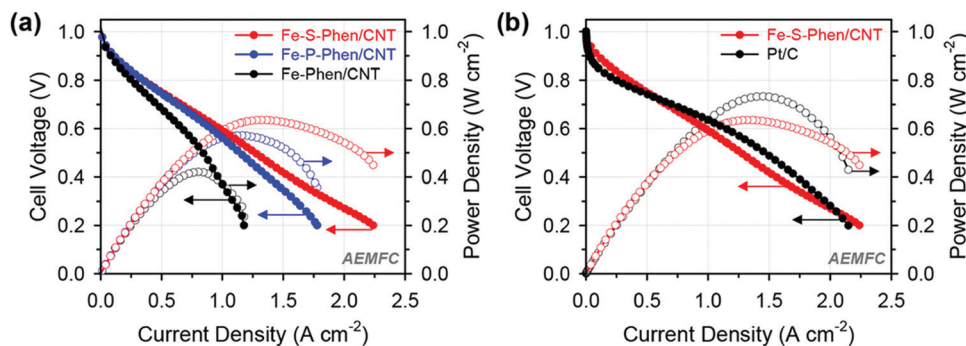 (a)
Fe-S-Phen/CNT
Fe-P-Phen/CNT
Fe-Phen/CNT
Cell Voltage (V)
1.0
0.8
0.6
0.4
0.2
0.0
Power Density (W cm-2)
1.0
0.8
0.6
0.4
0.2
0.0
AEMFC
0.0 0.5 1.0 1.5 2.0 2.5
Current Density (A cm-2)
(b)
Fe-S-Phen/CNT
Pt/C
Cell Voltage (V)
1.0
0.8
0.6
0.4
0.2
0.0
Power Density (W cm-2)
1.0
0.8
0.6
0.4
0.2
0.0
AEMFC
0.0 0.5 1.0 1.5 2.0 2.5
Current Density (A cm-2)